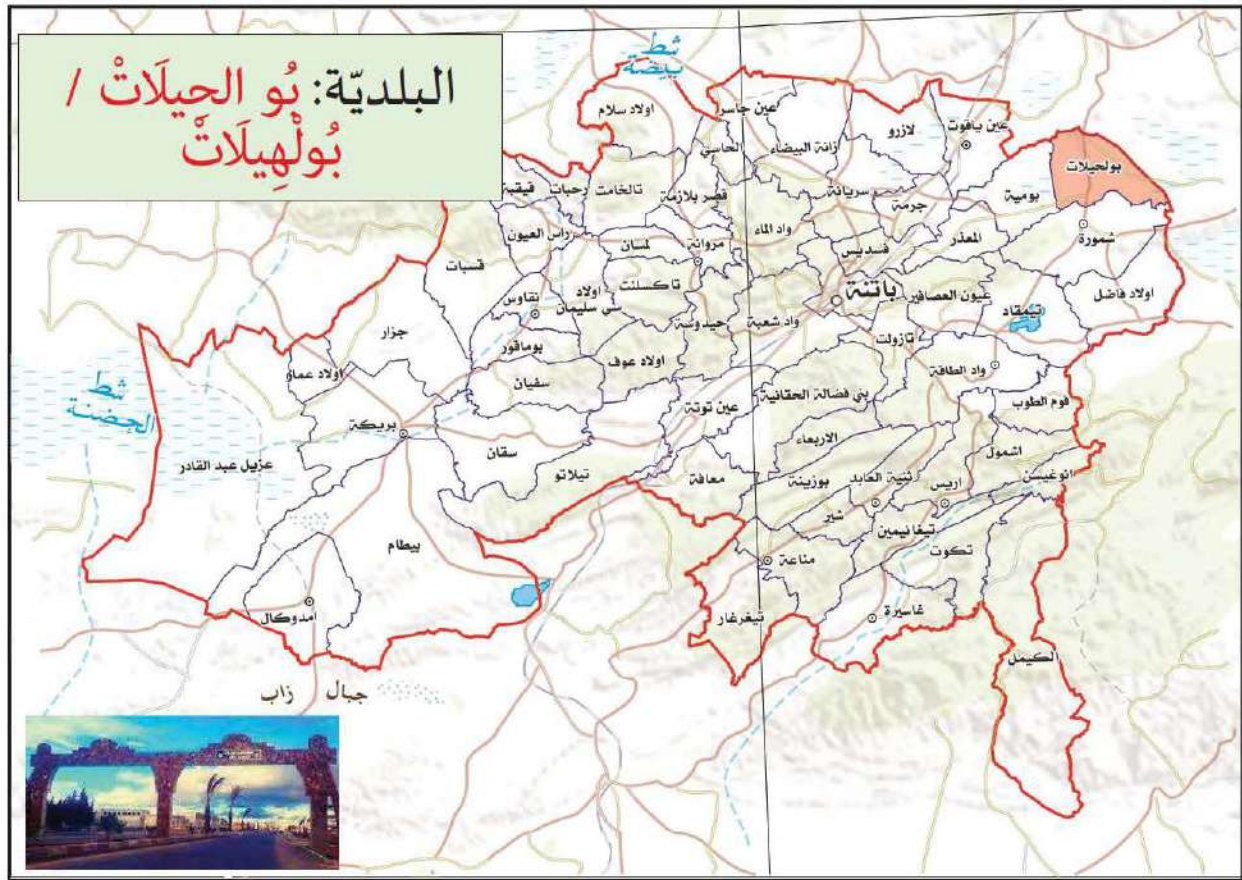 البلديّة: بُو الحِيلَاتْ /
بُولْهِيلَاتْ
شط
بيضة
اولاد سلام
عين جاسر
الحاسي
زانة البيضاء
لازرو
عين ياقوت
بولحيلات
بومية
قيقبة
رحبات
تالخامت
قصر بلازمة
سريانة
جرمة
واد الماء
راس العيون
لمسان
مروانة
فسديس
المعذر
شمورة
قسبات
نقاوس
اولاد
سي سليمان
تاكسلنت
باتنة
عيون العصافير
تيمقاد
اولاد فاضل
حيدوسة
واد شعبة
تازولت
جزار
بوماقور
اولاد عوف
سفيان
اولاد عمار
واد الطاقة
بني فضالة الحقانية
فوم الطوب
شط
الحضنة
عين توتة
بريكة
سقان
الاربعاء
اشمول
عزيل عبد القادر
تيلاتو
معافة
بوزينة
ثنية العابد
اريس
انوغيسن
شير
تيغانيمين
بيطام
مناعة
تكوت
امدوكال
تيغرغار
غاسيرة
الكيمل
جبال زاب